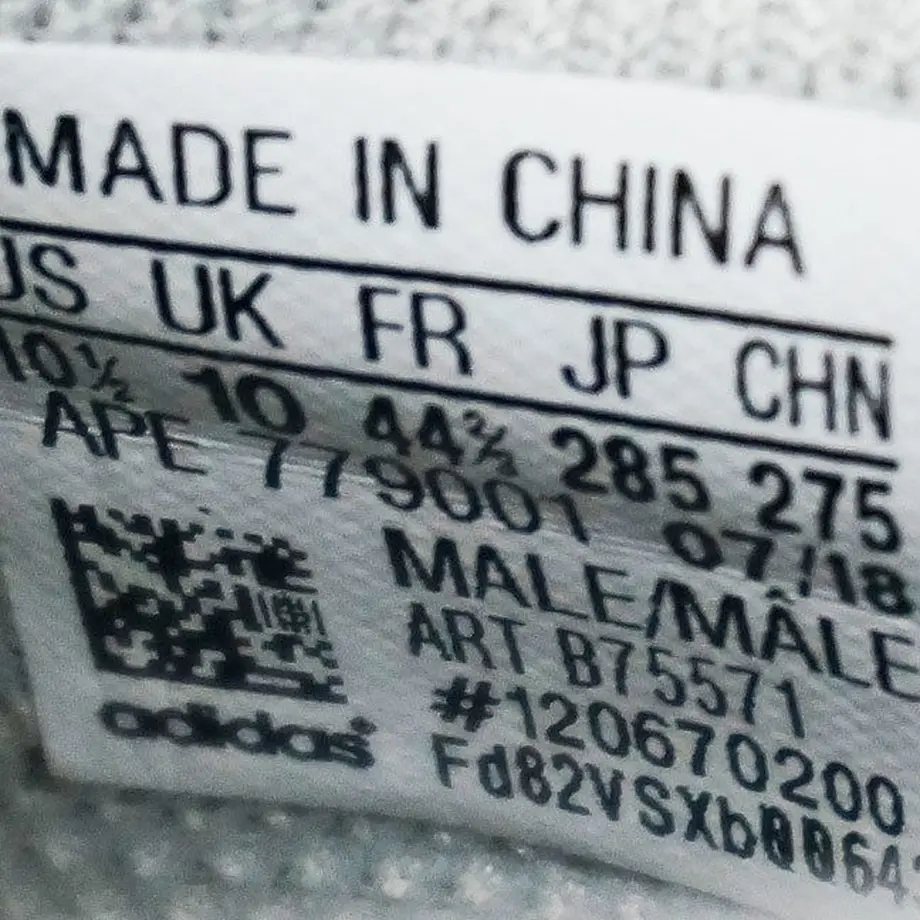 MADE IN CHINA
US UK FR JP CHN
10½ 10 44⅔ 285 275
APE 779001 07/18
MALE/MÂLE
ART B75571
#120670200
adidas